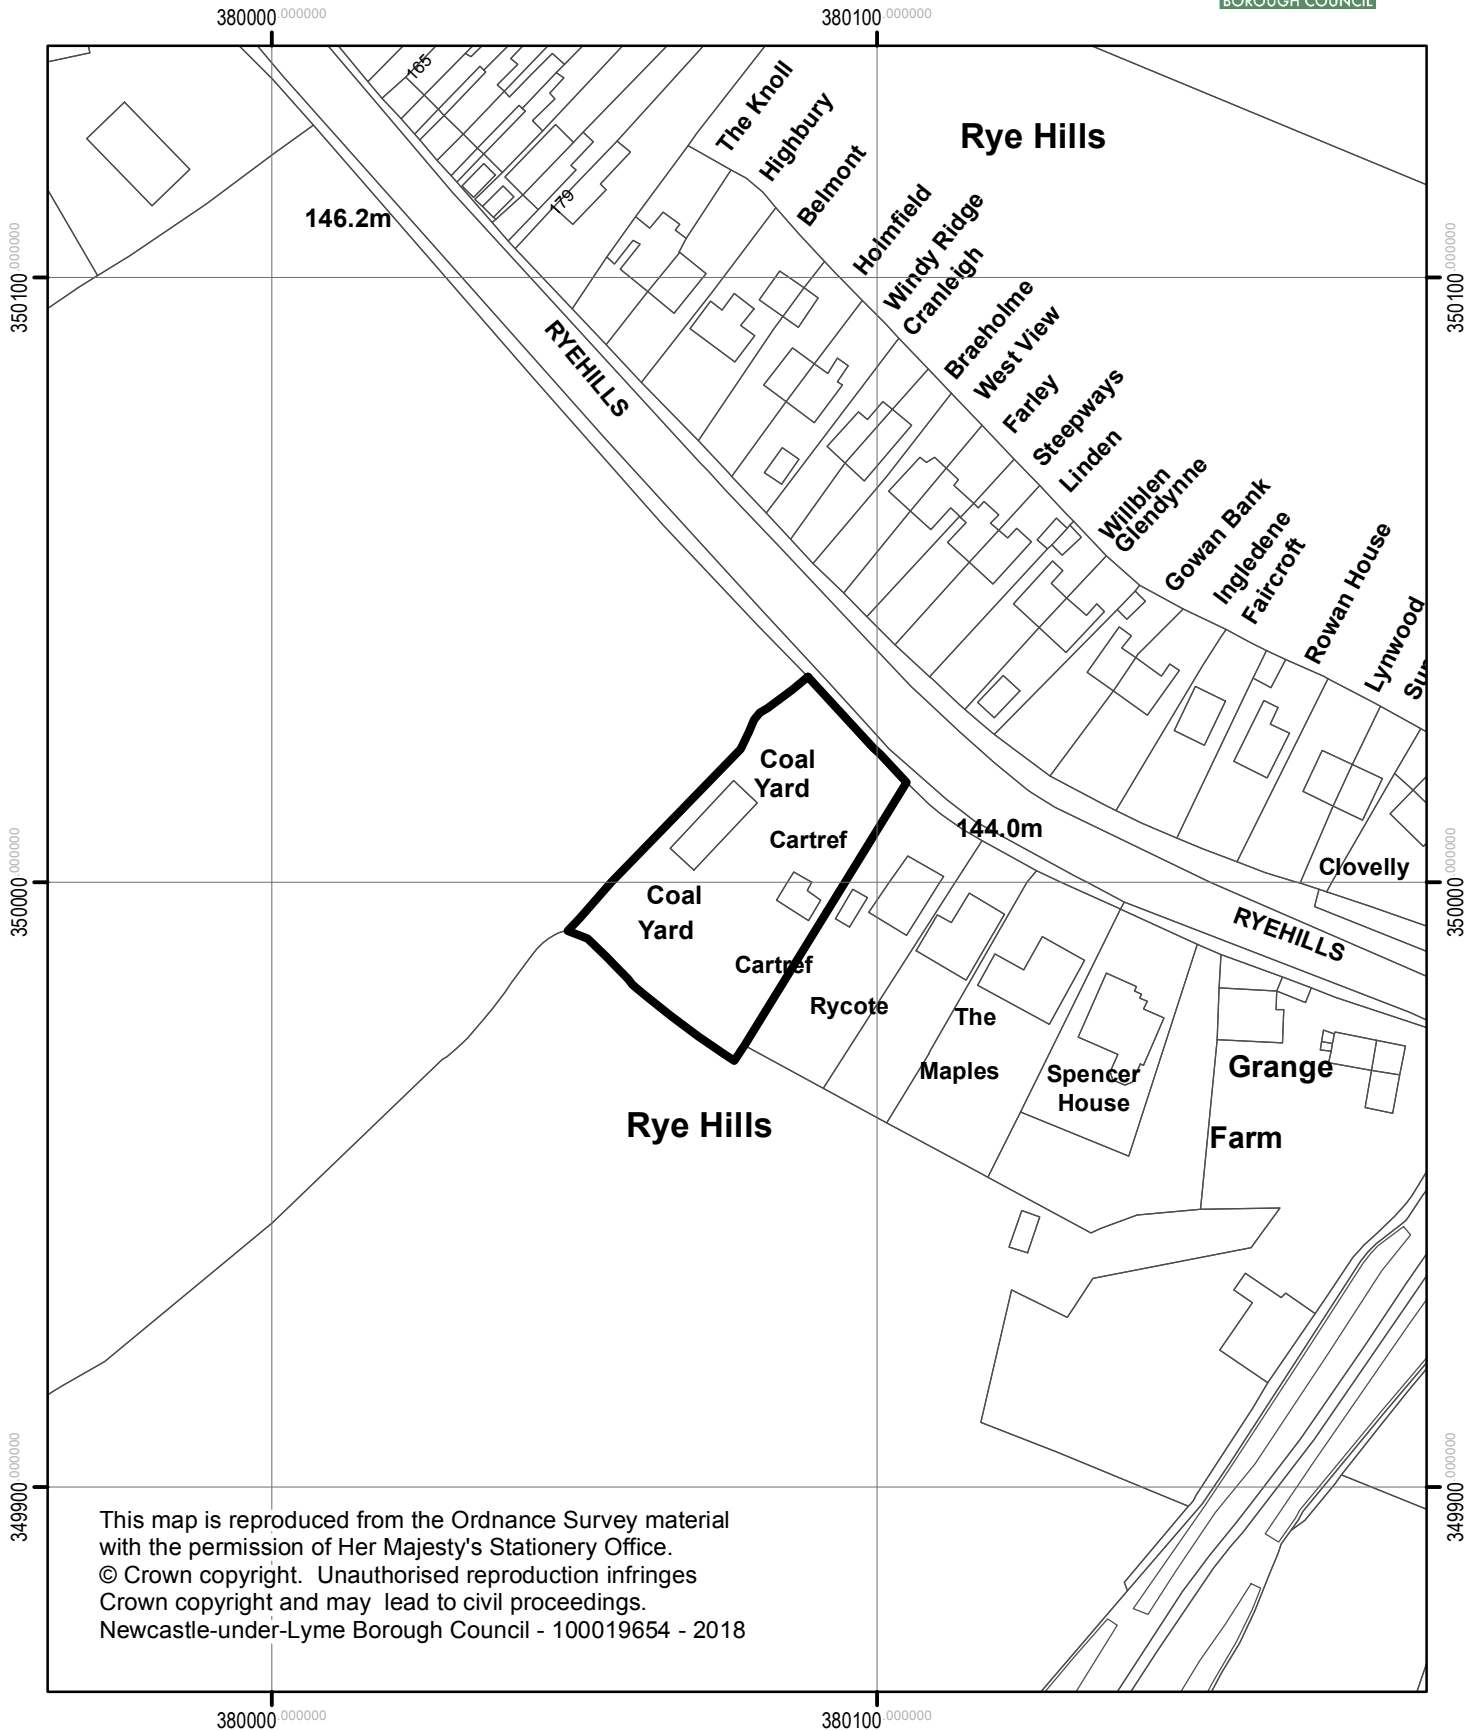 BOROUGH COUNCIL
380000.000000
380100.000000
165
The Knoll
Highbury
Rye Hills
Belmont
179
146.2m
Holmfield
Windy Ridge
Cranleigh
350100.000000
350100.000000
Braeholme
West View
RYEHILLS
Farley
Steepways
Linden
Willblen
Glendynne
Gowan Bank
Ingledene
Faircroft
Rowan House
Lynwood
Coal
Yard
Cartref
144.0m
Clovelly
350000.000000
350000.000000
Coal
Yard
RYEHILLS
Cartref
Rycote
The
Maples
Spencer
House
Grange
Farm
Rye Hills
349900.000000
349900.000000
This map is reproduced from the Ordnance Survey material
with the permission of Her Majesty's Stationery Office.
© Crown copyright. Unauthorised reproduction infringes
Crown copyright and may lead to civil proceedings.
Newcastle-under-Lyme Borough Council - 100019654 - 2018
380000.000000
380100.000000